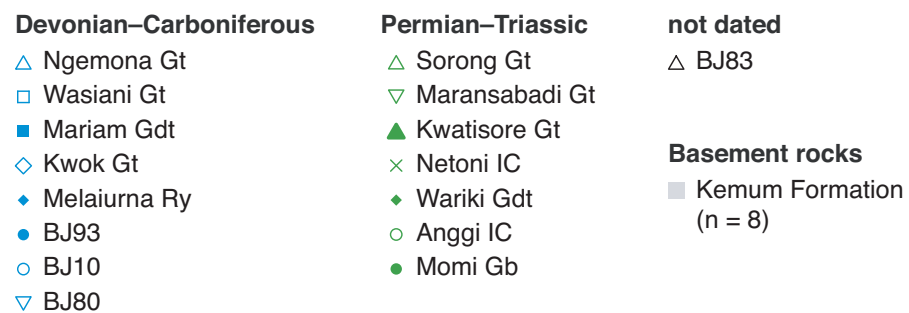 Devonian–Carboniferous
Ngemona Gt
Wasiani Gt
Mariam Gdt
Kwok Gt
Melaiurna Ry
BJ93
BJ10
BJ80
Permian–Triassic
Sorong Gt
Maransabadi Gt
Kwatisore Gt
Netoni IC
Wariki Gdt
Anggi IC
Momi Gb
not dated
BJ83
Basement rocks
Kemum Formation
(n = 8)